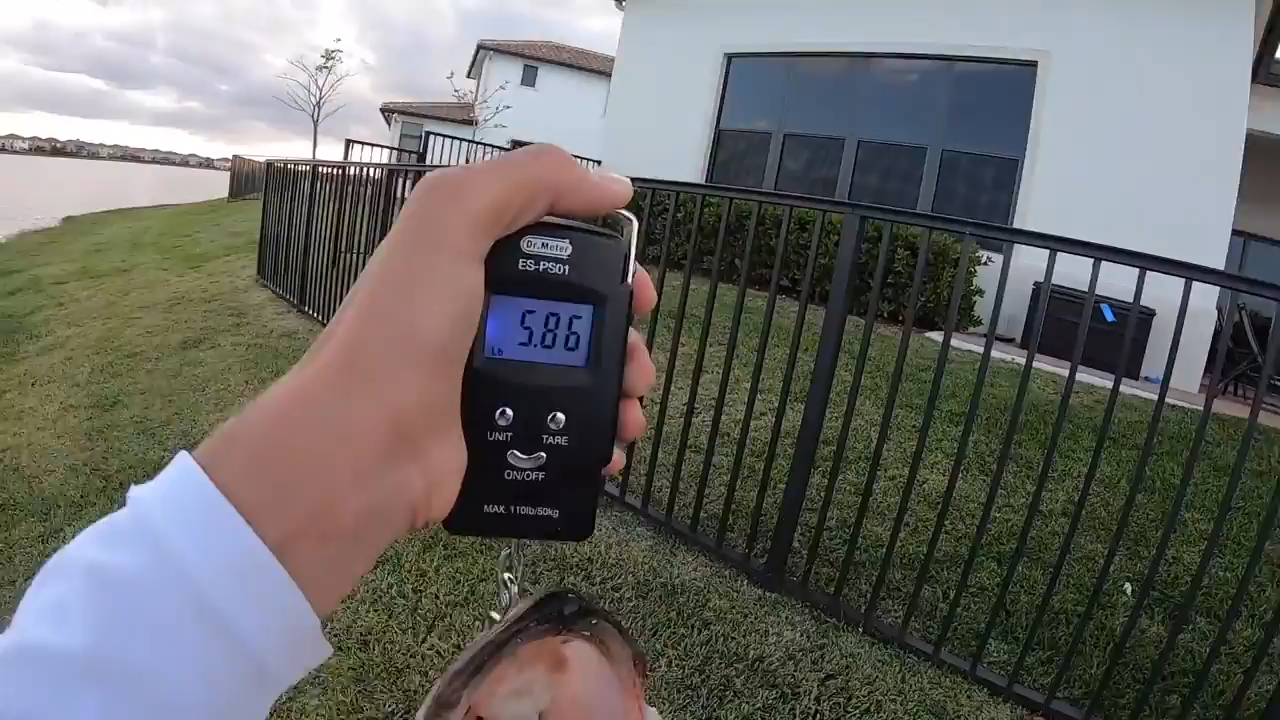 Dr.Meter
ES-PS01
5.86
Lb
UNIT TARE
ON/OFF
MAX. 110lb/50kg